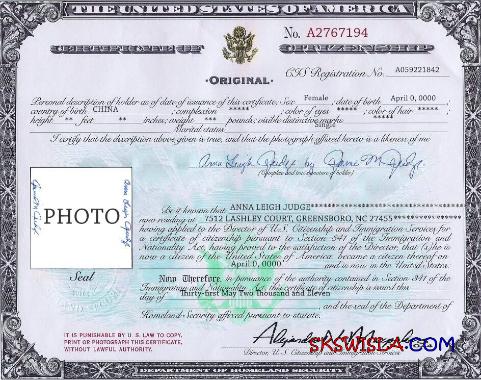 THE UNITED STATES OF AMERICA
No. A2767194
CERTIFICATE OF CITIZENSHIP
·ORIGINAL·
CIS Registration No. A059221842
Personal description of holder as of date of issuance of this certificate: Sex: Female ; date of birth April 0, 0000 ;
country of birth CHINA ; complexion ***** ; color of eyes ***** ; color of hair ***** ;
height ** feet ** inches; weight *** pounds; visible distinctive marks *****
Marital status: Single
I certify that the description above given is true, and that the photograph affixed hereto is a likeness of me.
Anna Leigh Judge by M. Judge
(Complete and true signature of holder)
PHOTO
Be it known that ANNA LEIGH JUDGE
now residing at 7512 LASHLEY COURT, GREENSBORO, NC 27455
having applied to the Director of U.S. Citizenship and Immigration Services for
a certificate of citizenship pursuant to Section 341 of the Immigration and
Nationality Act, having proved to the satisfaction of the Director that (s)he is
now a citizen of the United States of America, became a citizen thereof on
April 0, 0000 and is now in the United States.
Seal
Now Therefore, in pursuance of the authority contained in Section 341 of the
Immigration and Nationality Act, this certificate of citizenship is issued this
day of Thirty-first May Two thousand and Eleven
and the seal of the Department of
Homeland Security affixed pursuant to statute.
IT IS PUNISHABLE BY U. S. LAW TO COPY,
PRINT OR PHOTOGRAPH THIS CERTIFICATE,
WITHOUT LAWFUL AUTHORITY.
SKSWISLA.COM
Director, U. S. Citizenship and Immigration Services
DEPARTMENT OF HOMELAND SECURITY